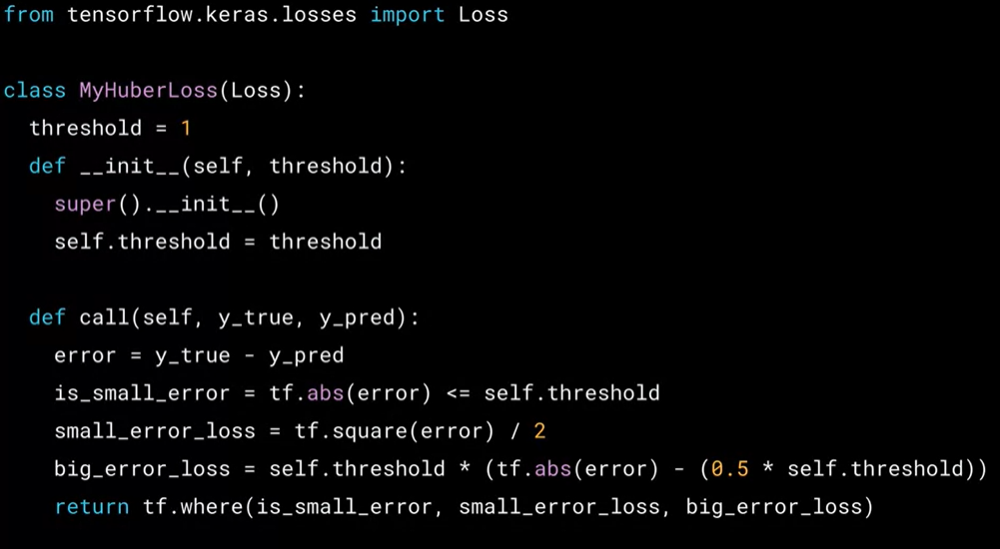 from tensorflow.keras.losses import Loss
class MyHuberLoss(Loss):
  threshold = 1
  def __init__(self, threshold):
    super().__init__()
    self.threshold = threshold
  def call(self, y_true, y_pred):
    error = y_true - y_pred
    is_small_error = tf.abs(error) <= self.threshold
    small_error_loss = tf.square(error) / 2
    big_error_loss = self.threshold * (tf.abs(error) - (0.5 * self.threshold))
    return tf.where(is_small_error, small_error_loss, big_error_loss)